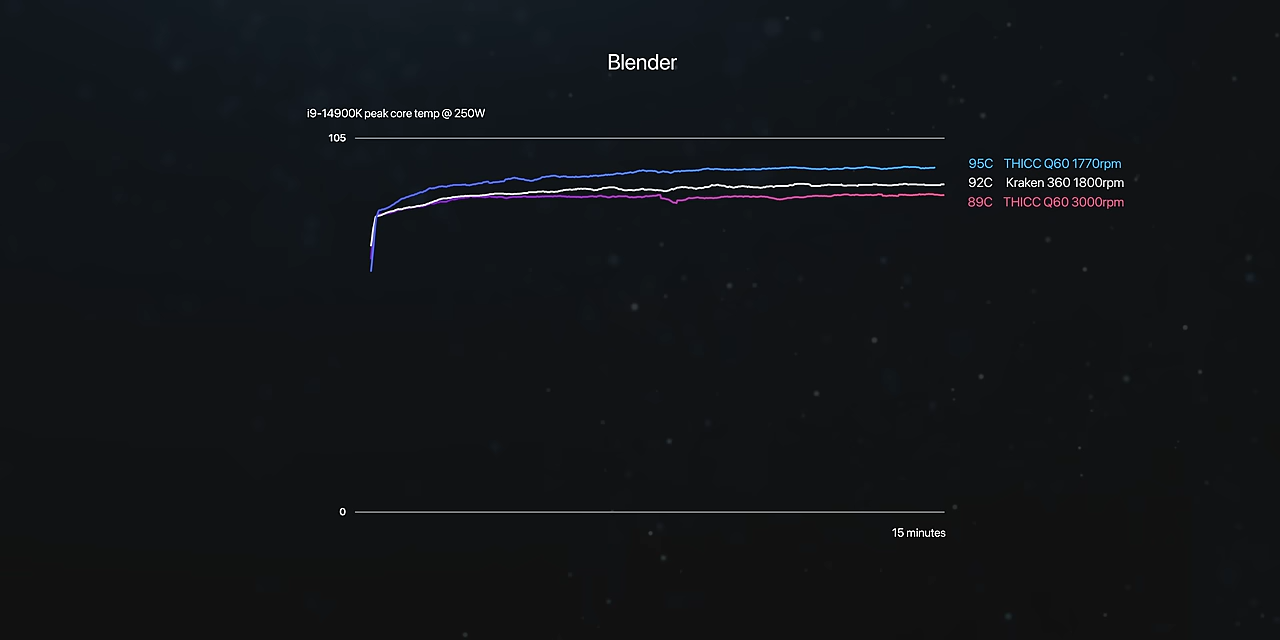 Blender
i9-14900K peak core temp @ 250W
105
95C THICC Q60 1770rpm
92C Kraken 360 1800rpm
89C THICC Q60 3000rpm
0
15 minutes